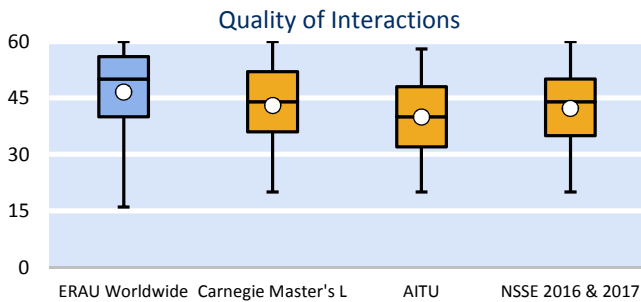 Quality of Interactions
60
45
30
15
0
ERAU Worldwide Carnegie Master's L AITU NSSE 2016 & 2017